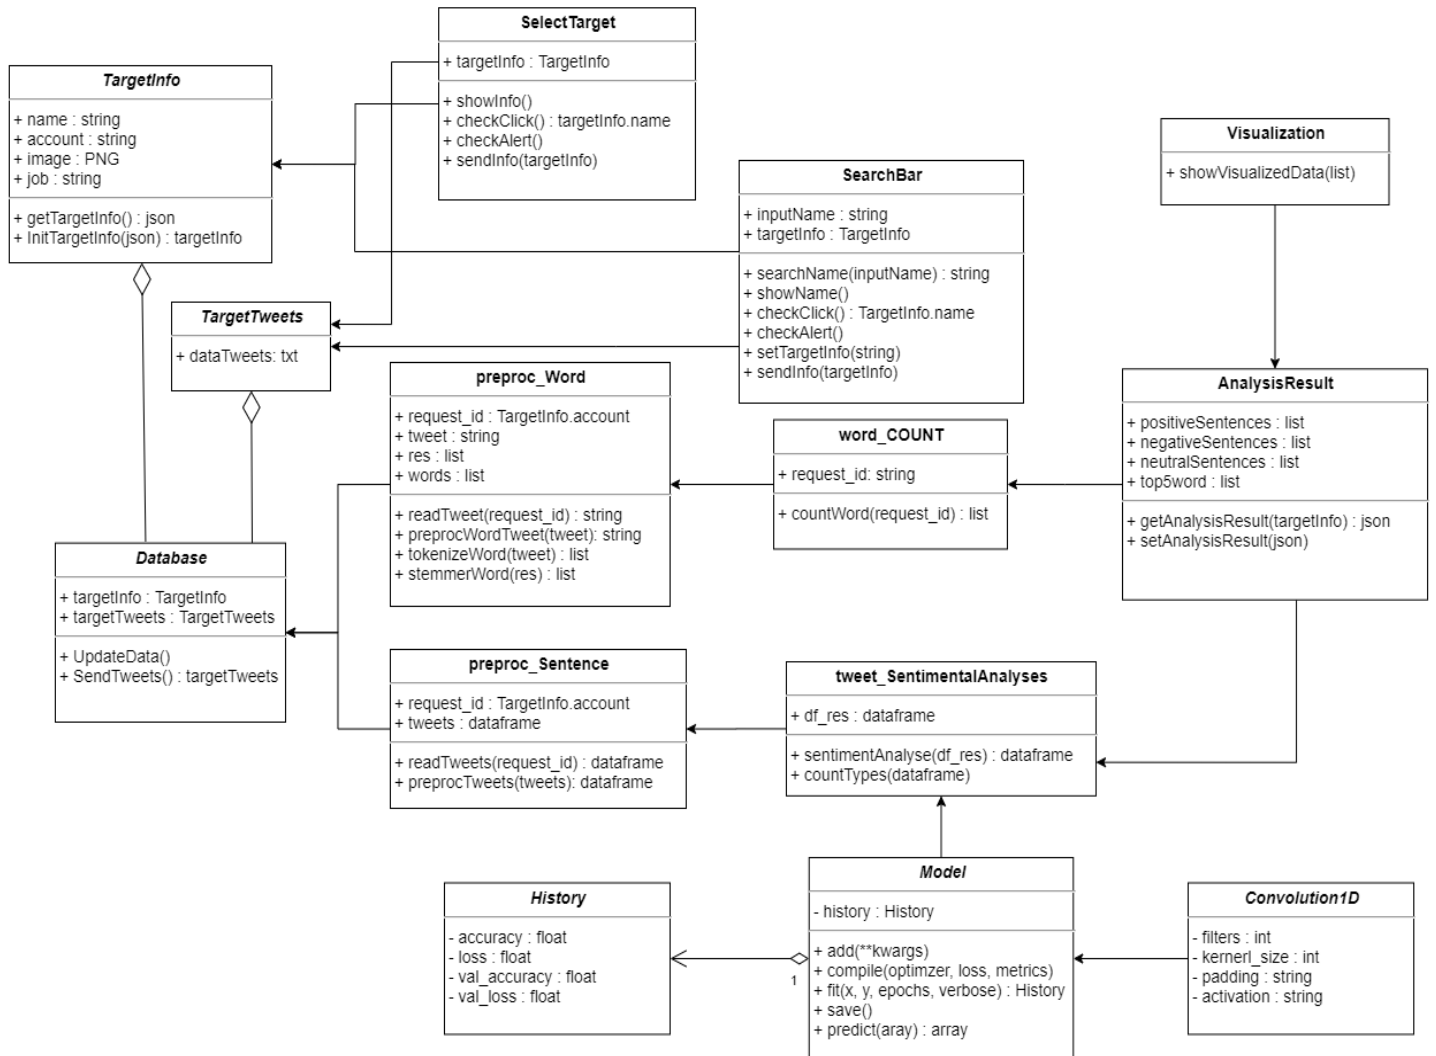 SelectTarget
+ targetInfo : TargetInfo
+ showInfo()
+ checkClick() : targetInfo.name
+ checkAlert()
+ sendInfo(targetInfo)
TargetInfo
+ name : string
+ account : string
+ image : PNG
+ job : string
+ getTargetInfo() : json
+ InitTargetInfo(json) : targetInfo
Visualization
+ showVisualizedData(list)
SearchBar
+ inputName : string
+ targetInfo : TargetInfo
+ searchName(inputName) : string
+ showName()
+ checkClick() : TargetInfo.name
+ checkAlert()
+ setTargetInfo(string)
+ sendInfo(targetInfo)
TargetTweets
+ dataTweets: txt
preproc_Word
+ request_id : TargetInfo.account
+ tweet : string
+ res : list
+ words : list
+ readTweet(request_id) : string
+ preprocWordTweet(tweet): string
+ tokenizeWord(tweet) : list
+ stemmerWord(res) : list
word_COUNT
+ request_id: string
+ countWord(request_id) : list
AnalysisResult
+ positiveSentences : list
+ negativeSentences : list
+ neutralSentences : list
+ top5word : list
+ getAnalysisResult(targetInfo) : json
+ setAnalysisResult(json)
Database
+ targetInfo : TargetInfo
+ targetTweets : TargetTweets
+ UpdateData()
+ SendTweets() : targetTweets
preproc_Sentence
+ request_id : TargetInfo.account
+ tweets : dataframe
+ readTweets(request_id) : dataframe
+ preprocTweets(tweets): dataframe
tweet_SentimentalAnalyses
+ df_res : dataframe
+ sentimentAnalyse(df_res) : dataframe
+ countTypes(dataframe)
History
- accuracy : float
- loss : float
- val_accuracy : float
- val_loss : float
1
Model
- history : History
+ add(**kwargs)
+ compile(optimzer, loss, metrics)
+ fit(x, y, epochs, verbose) : History
+ save()
+ predict(aray) : array
Convolution1D
- filters : int
- kernerl_size : int
- padding : string
- activation : string